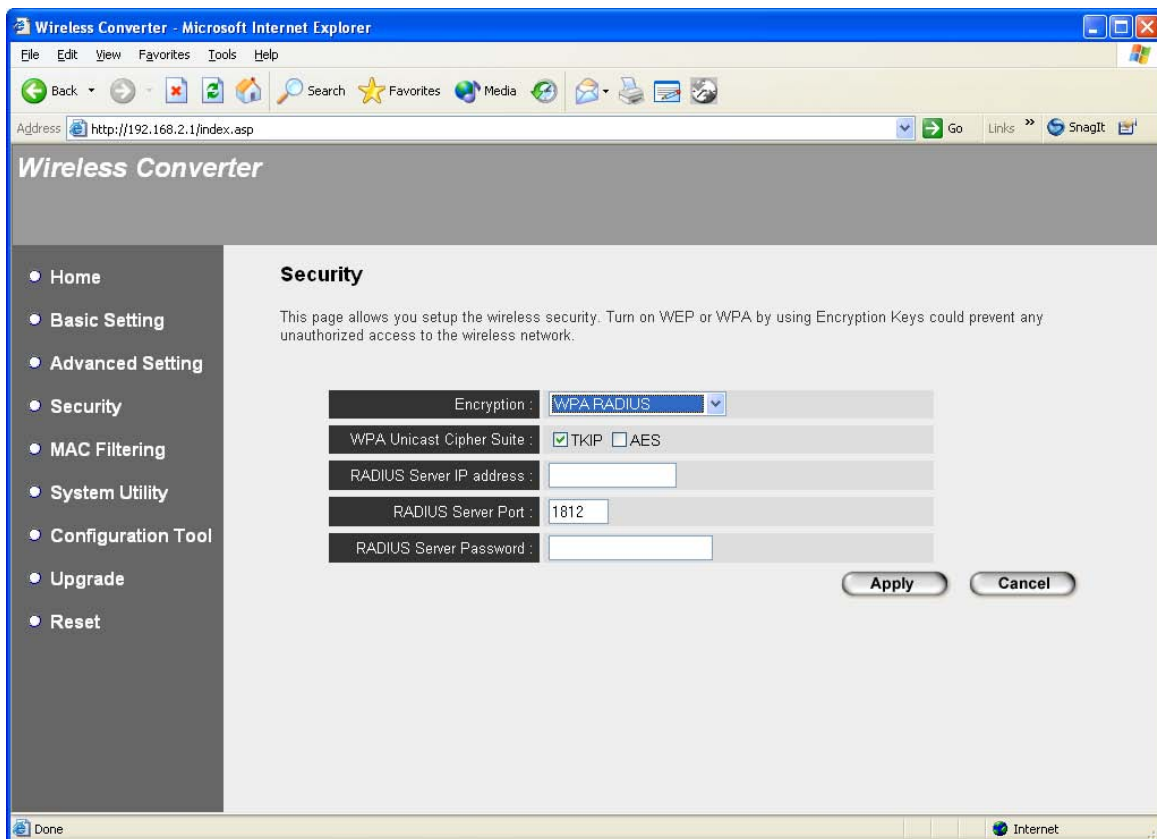 Wireless Converter - Microsoft Internet Explorer
File Edit View Favorites Tools Help
Back Search Favorites Media
Address http://192.168.2.1/index.asp Go Links » SnagIt
Wireless Converter
Home
Basic Setting
Advanced Setting
Security
MAC Filtering
System Utility
Configuration Tool
Upgrade
Reset
Security
This page allows you setup the wireless security. Turn on WEP or WPA by using Encryption Keys could prevent any
unauthorized access to the wireless network.
Encryption : WPA RADIUS
WPA Unicast Cipher Suite : TKIP AES
RADIUS Server IP address :
RADIUS Server Port : 1812
RADIUS Server Password :
Apply Cancel
Done Internet